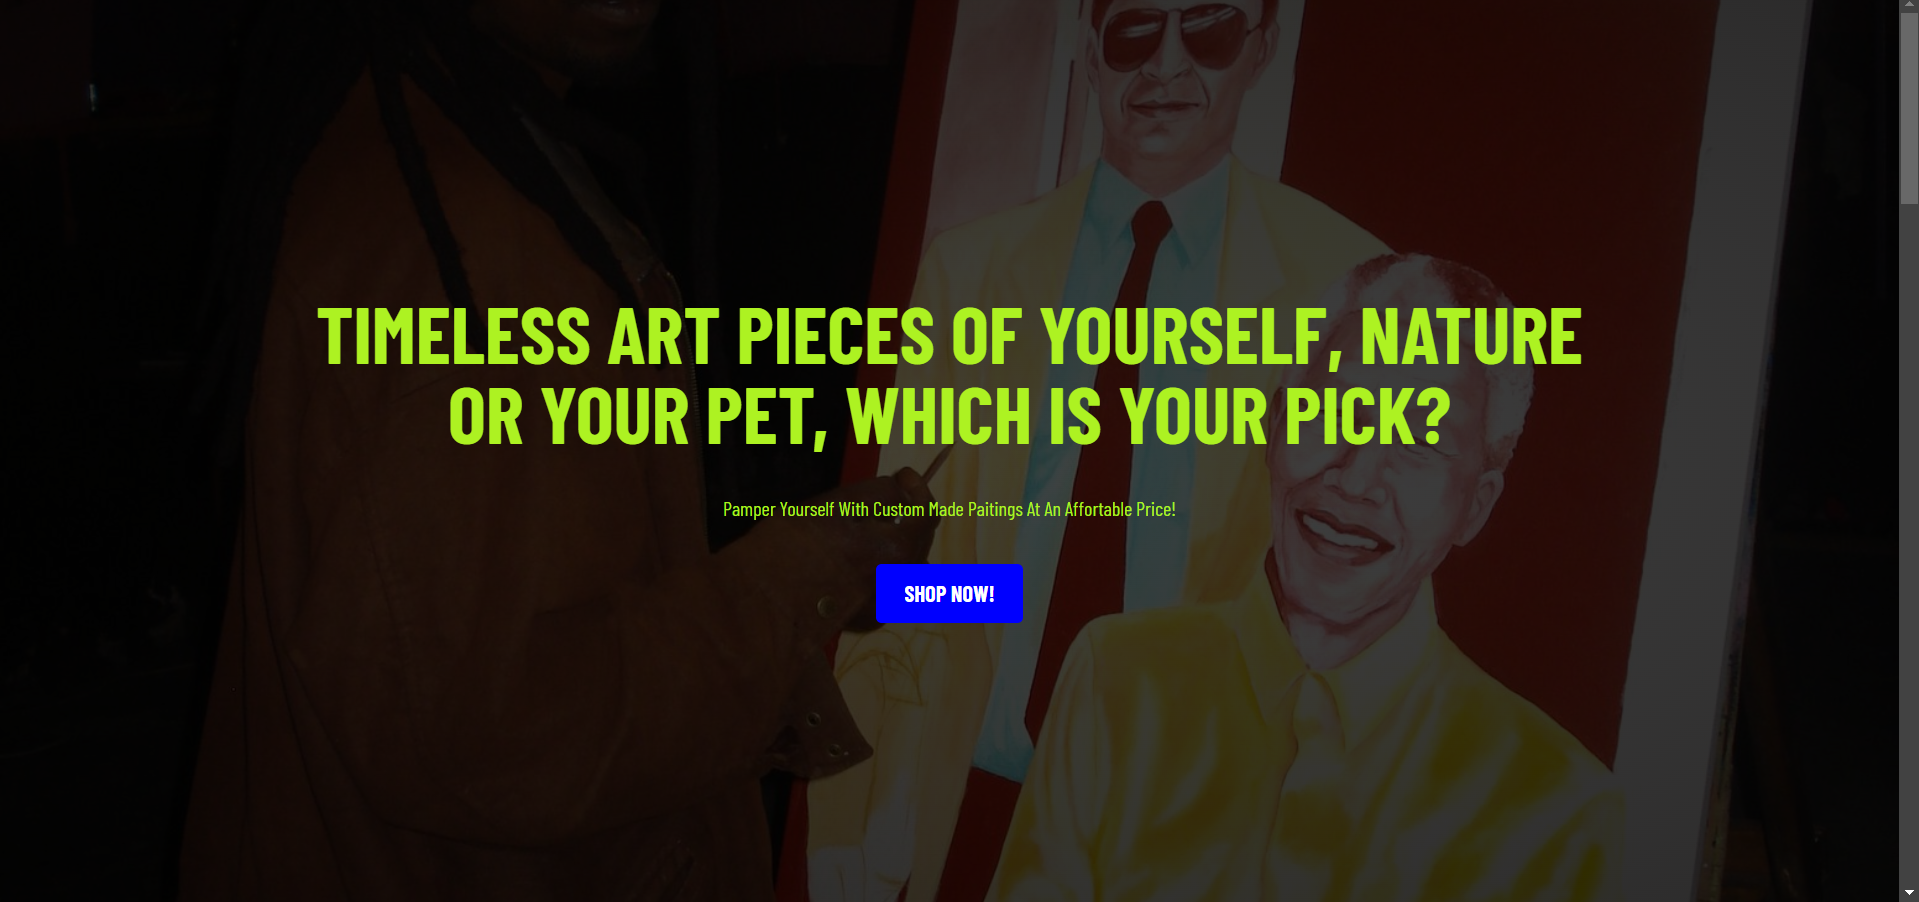 TIMELESS ART PIECES OF YOURSELF, NATURE
OR YOUR PET, WHICH IS YOUR PICK?
Pamper Yourself With Custom Made Paitings At An Affortable Price!
SHOP NOW!